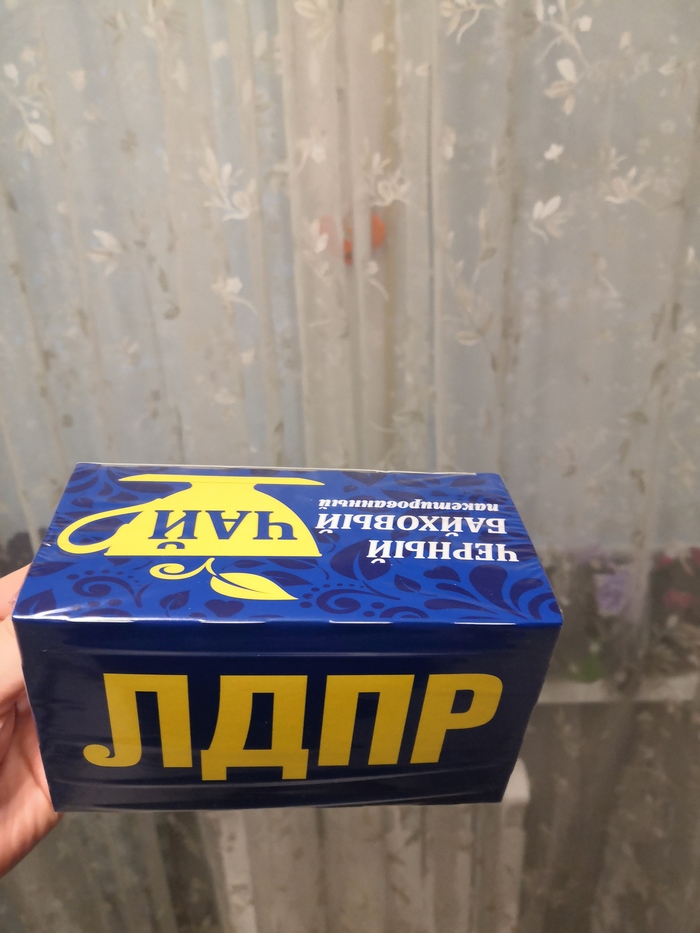 ЧАЙ
ЧЕРНЫЙ
БАЙХОВЫЙ
пакетированный
ЛДПР